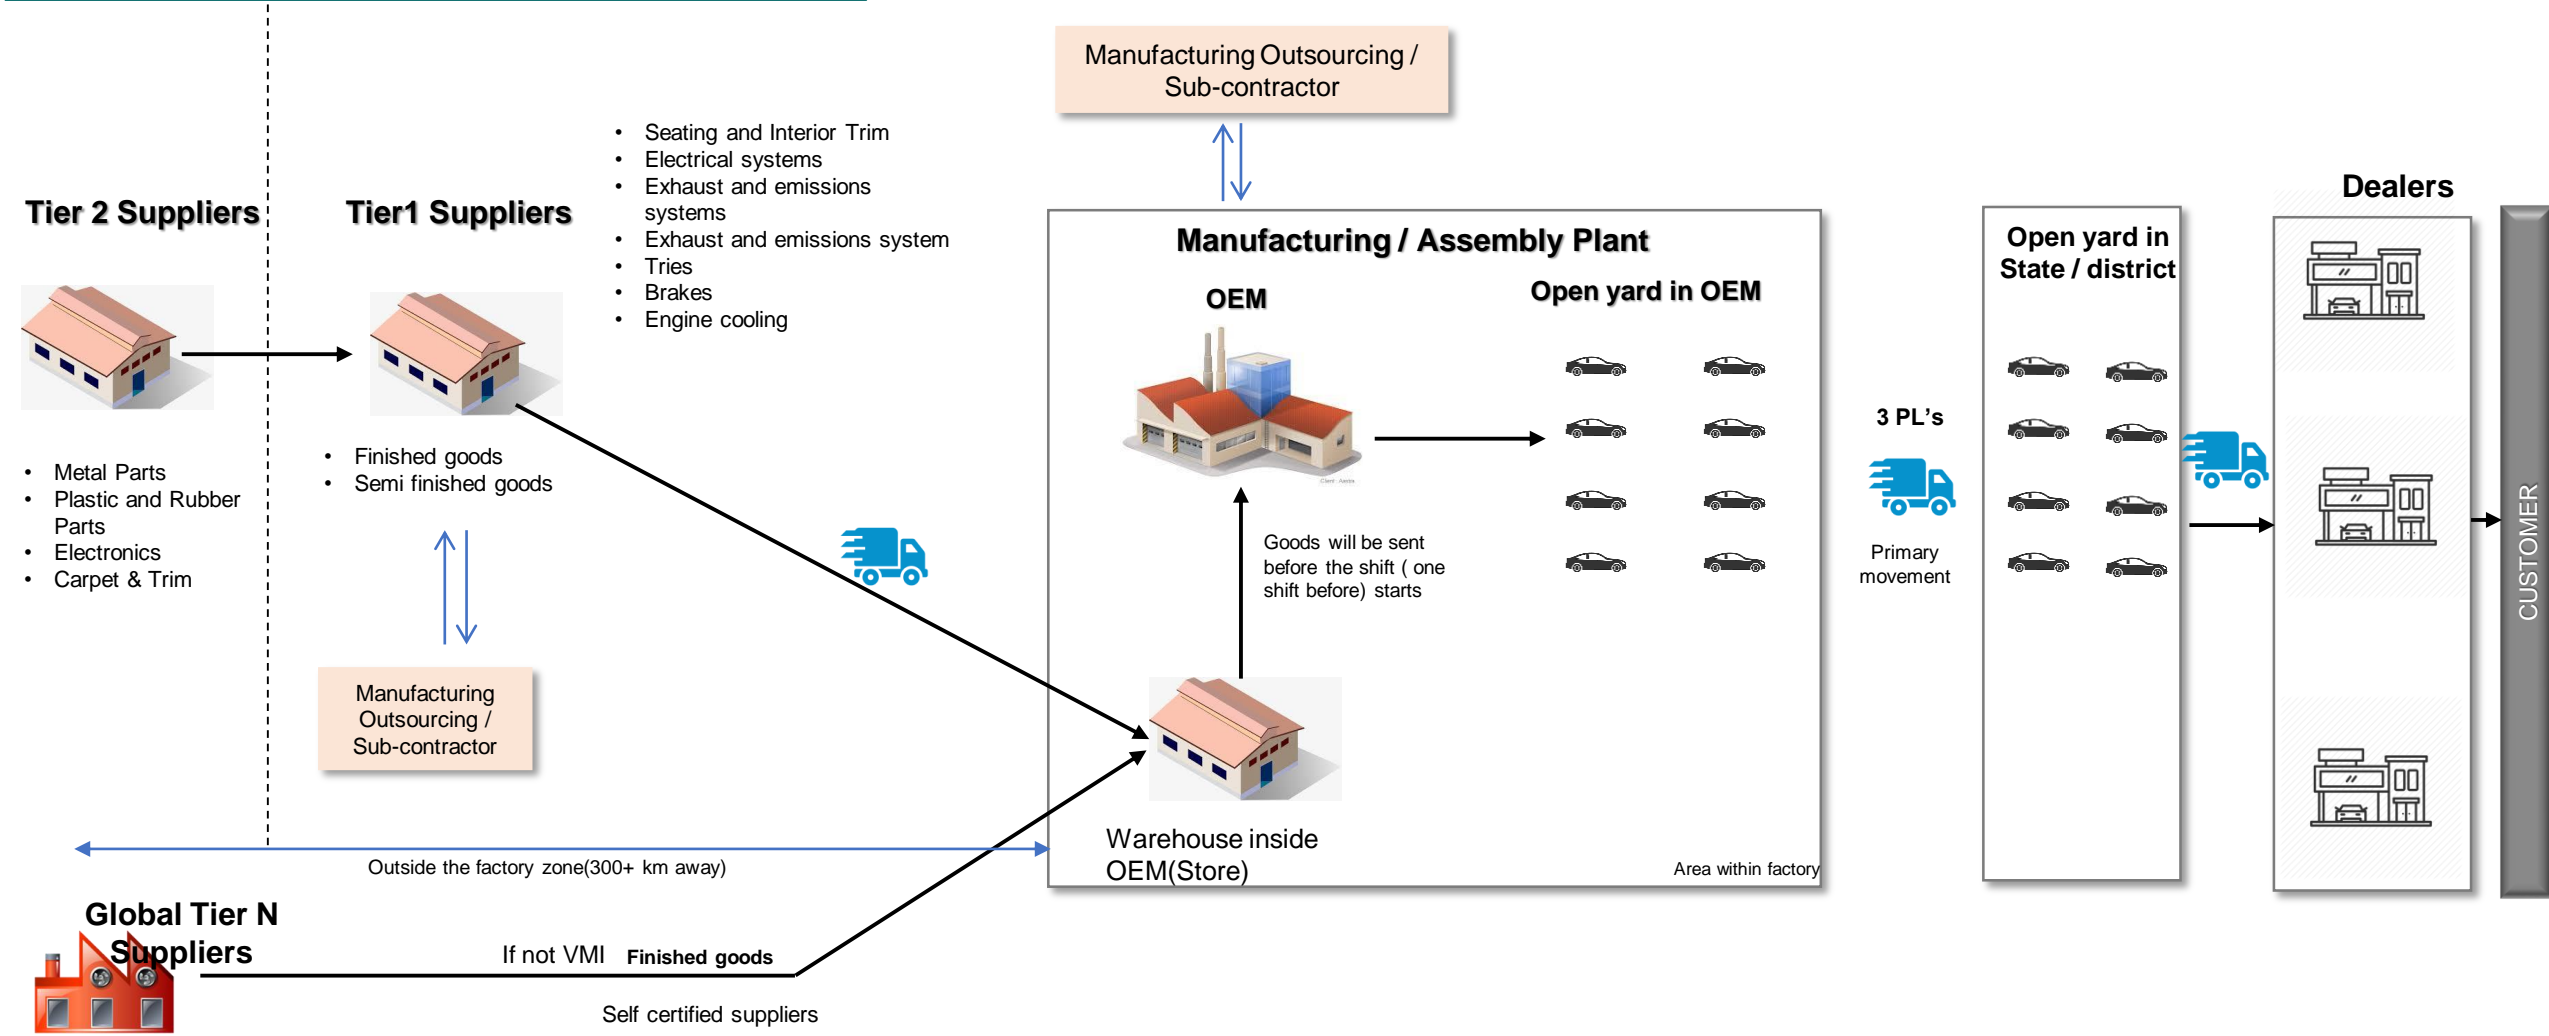 Manufacturing Outsourcing /
Sub-contractor
Tier 2 Suppliers
Tier1 Suppliers
• Seating and Interior Trim
• Electrical systems
• Exhaust and emissions
systems
• Exhaust and emissions system
• Tries
• Brakes
• Engine cooling
• Metal Parts
• Plastic and Rubber
Parts
• Electronics
• Carpet & Trim
• Finished goods
• Semi finished goods
Manufacturing
Outsourcing /
Sub-contractor
Outside the factory zone(300+ km away)
Global Tier N
Suppliers
If not VMI Finished goods
Self certified suppliers
Manufacturing / Assembly Plant
OEM
Open yard in OEM
Client : Aastra
Goods will be sent
before the shift ( one
shift before) starts
Warehouse inside
OEM(Store)
Area within factory
3 PL's
Primary
movement
Open yard in
State / district
Dealers
CUSTOMER